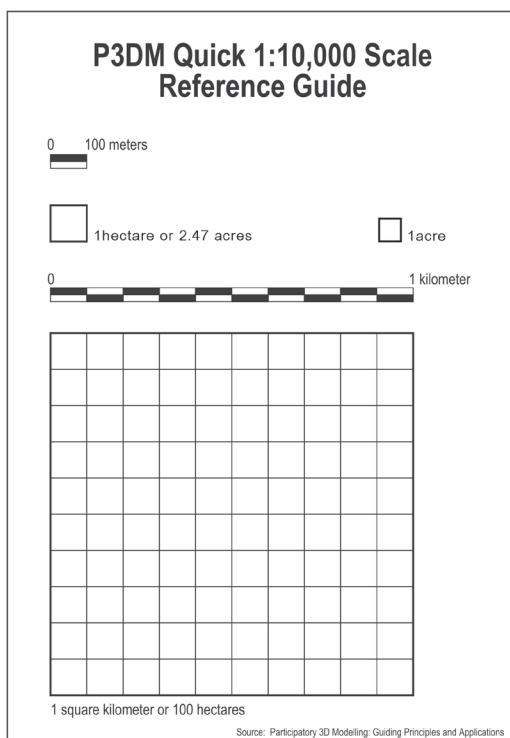 P3DM Quick 1:10,000 Scale
Reference Guide
0 100 meters
1hectare or 2.47 acres 1acre
0 1 kilometer
1 square kilometer or 100 hectares
Source: Participatory 3D Modelling: Guiding Principles and Applications